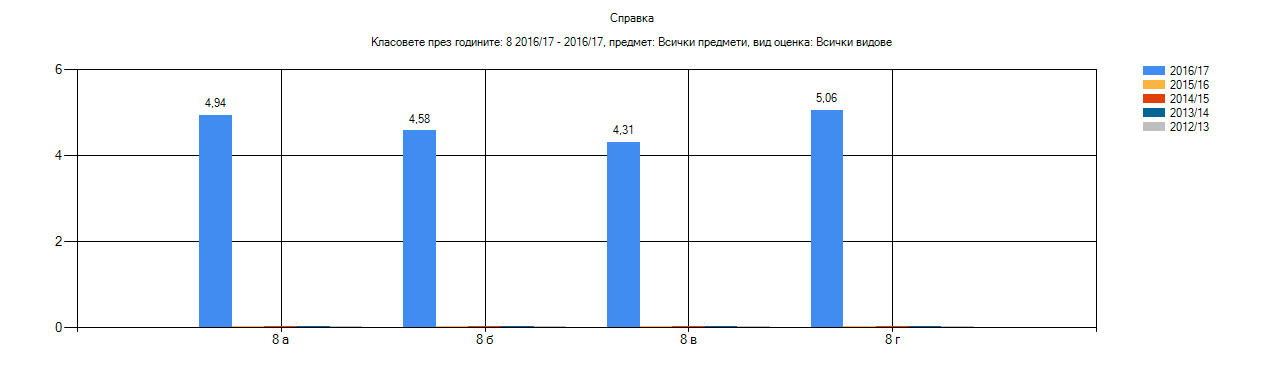 Справка
Класовете през годините: 8 2016/17 - 2016/17, предмет: Всички предмети, вид оценка: Всички видове
6
4
2
0
4,94
4,58
4,31
5,06
8 а
8 б
8 в
8 г
2016/17
2015/16
2014/15
2013/14
2012/13